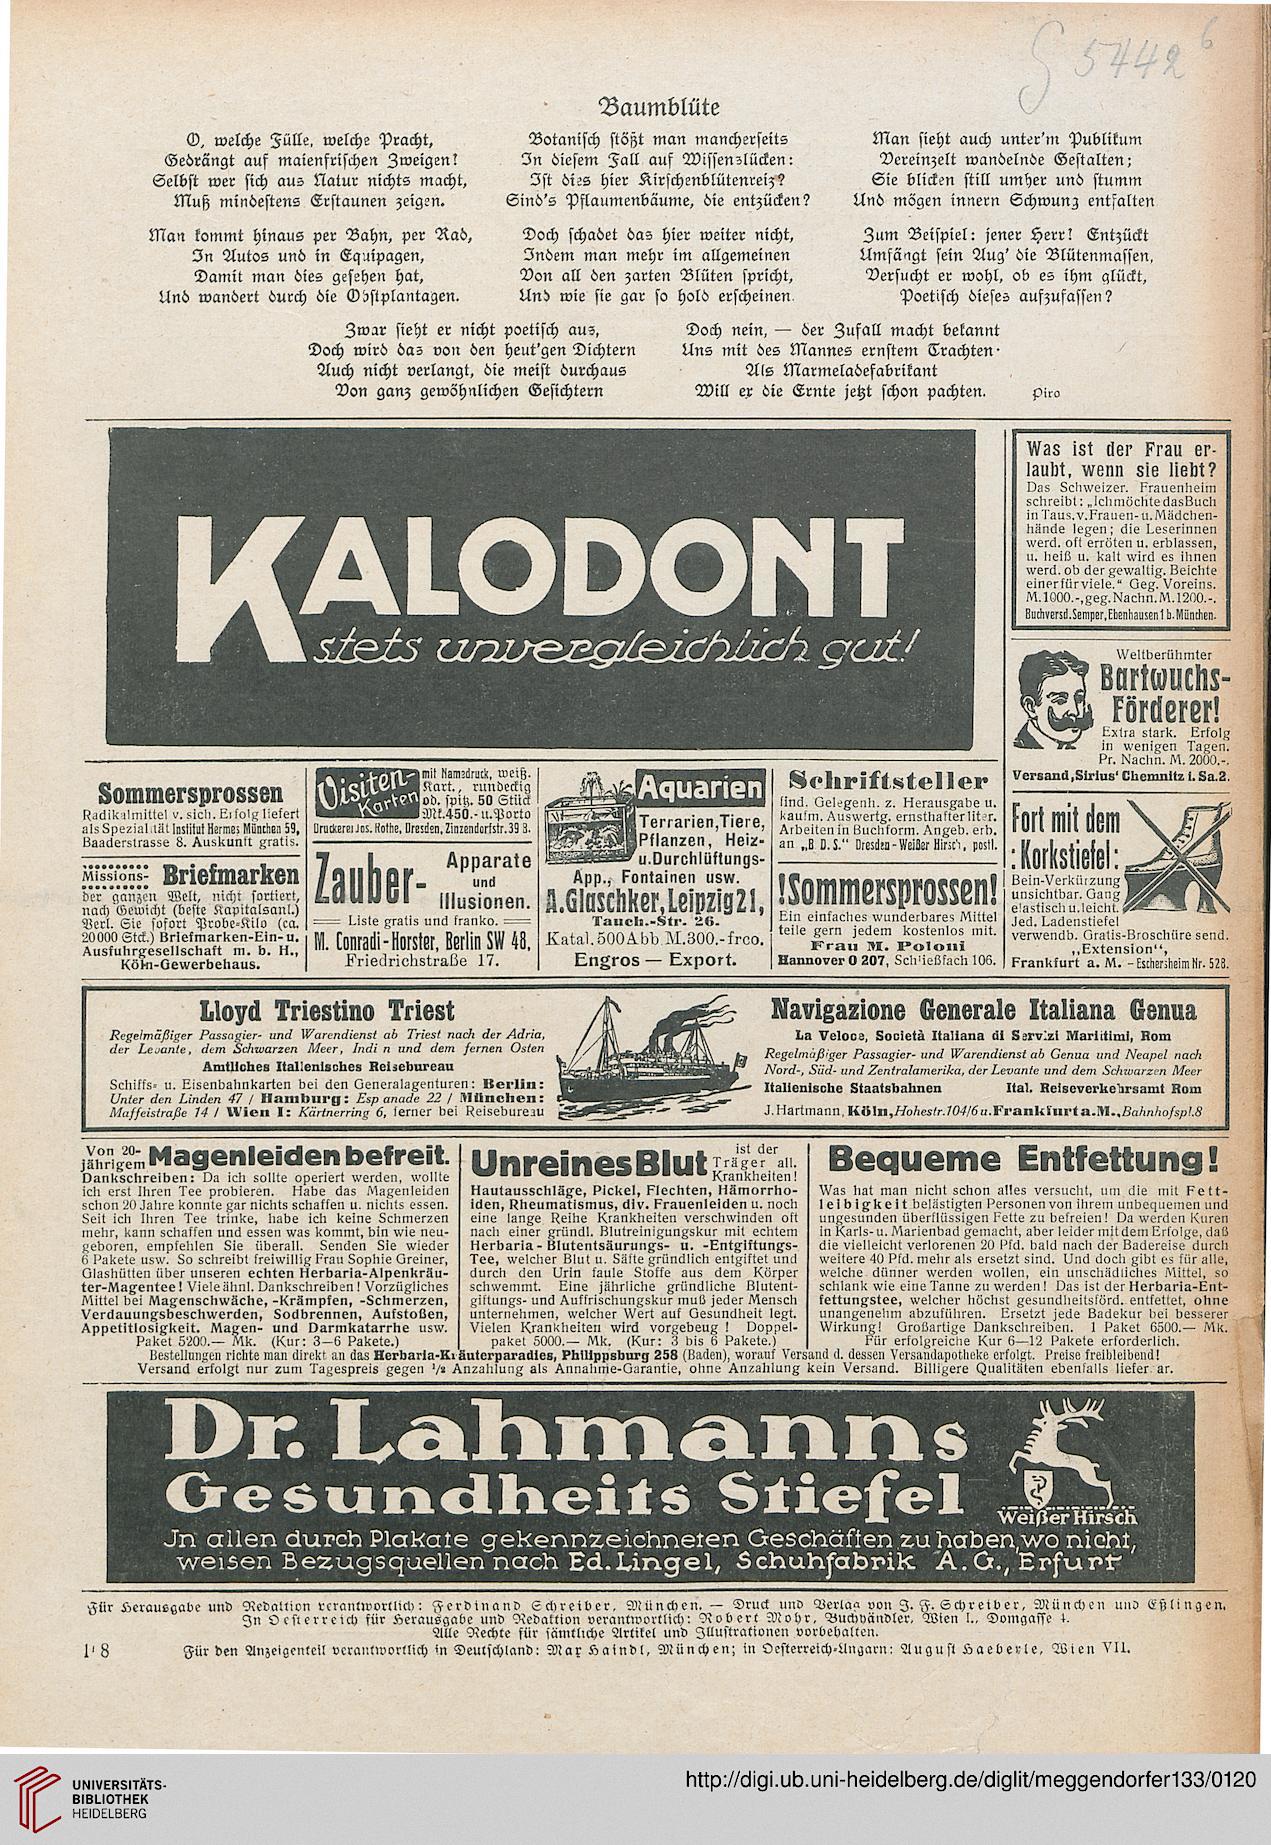 G 5442 6
Baumblüte
O, welche Fülle, welche Pracht,
Gedrängt auf maienfrischen Zweigen!
Selbst wer sich aus Natur nichts macht,
Muß mindestens Erstaunen zeigen.
Man kommt hinaus per Bahn, per Rad,
In Autos und in Equipagen,
Damit man dies gesehen hat,
Und wandert durch die Obstplantagen.
Botanisch stößt man mancherseits
In diesem Fall auf Wissenslücken:
Ist dies hier Kirschenblütenreiz?
Sind's Pflaumenbäume, die entzücken?
Doch schadet das hier weiter nicht,
Indem man mehr im allgemeinen
Von all den zarten Blüten spricht,
Und wie sie gar so hold erscheinen.
Man sieht auch unter'm Publikum
Vereinzelt wandelnde Gestalten;
Sie blicken still umher und stumm
Und mögen innern Schwung entfalten
Zum Beispiel: jener Herr! Entzückt
Umfängt sein Aug' die Blütenmassen,
Versucht er wohl, ob es ihm glückt,
Poetisch dieses aufzufassen?
Zwar sieht er nicht poetisch aus,
Doch wird das von den heut'gen Dichtern
Auch nicht verlangt, die meist durchaus
Von ganz gewöhnlichen Gesichtern
Doch nein, — der Zufall macht bekannt
Uns mit des Mannes ernstem Trachten·
Als Marmeladefabrikant
Will er die Ernte jetzt schon pachten.
Piro
KALODONT
stets unvergleichlich gut!
Was ist der Frau er-
laubt, wenn sie liebt?
Das Schweizer. Frauenheim
schreibt: „Ich möchte das Buch
in Taus. v. Frauen- u. Mädchen-
hände legen; die Leserinnen
werd. oft erröten u. erblassen,
u. heiß u. kalt wird es ihnen
werd. ob der gewaltig. Beichte
einer für viele.“ Geg. Voreins.
M. 1000.-, geg. Nachn. M. 1200.-.
Buchversd. Semper, Ebenhausen 1 b. München.
Weltberühmter
Bartwuchs-
Förderer!
Extra stark. Erfolg
in wenigen Tagen.
Pr. Nachn. M. 2000.-.
Versand ‚Sirius‘ Chemnitz i. Sa. 2.
Sommersprossen
Radikalmittel v. sich. Erfolg liefert
als Spezialität Institut Hermes München 59,
Baaderstrasse 8. Auskunft gratis.
Missions- Briefmarken
der ganzen Welt, nicht sortiert,
nach Gewicht (beste Kapitalsanl.)
Verl. Sie sofort Probe-Kilo (ca.
20000 Stck.) Briefmarken-Ein- u.
Ausfuhrgesellschaft m. b. H.,
Köln-Gewerbehaus.
Visiten-
Karten
mit Namsdruck, weiß.
Kart., rundeckig
od. spitz. 50 Stück
Mk. 450.- u. Porto
Druckerei Jos. Rothe, Dresden, Zinzendorfstr. 39 B.
Zauber-
Apparate
und
Illusionen.
Liste gratis und franko.
M. Conradi-Horster, Berlin SW 48,
Friedrichstraße 17.
Aquarien
Terrarien, Tiere,
Pflanzen, Heiz-
u. Durchlüftungs-
App., Fontainen usw.
A. Glaschker, Leipzig 21,
Tauch.-Str. 26.
Katal. 500 Abb. M. 300.- frco.
Engros — Export.
Schriftsteller
find. Gelegenh. z. Herausgabe u.
kaufm. Auswertg. ernsthafter liter.
Arbeiten in Buchform. Angeb. erb.
an „B. D. S.“ Dresden-Weißer Hirsch, postl.
!Sommersprossen!
Ein einfaches wunderbares Mittel
teile gern jedem kostenlos mit.
Frau M. Poloni
Hannover O 207, Schließfach 106.
Fort mit dem
: Korkstiefel :
Bein-Verkürzung
unsichtbar. Gang
elastisch u. leicht.
Jed. Ladenstiefel
verwendb. Gratis-Broschüre send.
„Extension“,
Frankfurt a. M. - Eschersheim Nr. 528.
Lloyd Triestino Triest
Regelmäßiger Passagier- und Warendienst ab Triest nach der Adria,
der Levante, dem Schwarzen Meer, Indien und dem fernen Osten
Amtliches Italienisches Reisebureau
Schiffs- u. Eisenbahnkarten bei den Generalagenturen: Berlin:
Unter den Linden 47 / Hamburg: Esplanade 22 / München:
Maffeistraße 14 / Wien I: Kärtnerring 6, ferner bei Reisebureau
Navigazione Generale Italiana Genua
La Veloce, Società Italiana di Servizi Marittimi, Rom
Regelmäßiger Passagier- und Warendienst ab Genua und Neapel nach
Nord-, Süd- und Zentralamerika, der Levante und dem Schwarzen Meer
Italienische Staatsbahnen Ital. Reiseverkehrsamt Rom
J. Hartmann, Köln, Hohestr. 104/6 u. Frankfurt a. M., Bahnhofspl. 8
Von 20-
jährigem Magenleiden befreit.
Dankschreiben: Da ich sollte operiert werden, wollte
ich erst Ihren Tee probieren. Habe das Magenleiden
schon 20 Jahre konnte gar nichts schaffen u. nichts essen.
Seit ich Ihren Tee trinke, habe ich keine Schmerzen
mehr, kann schaffen und essen was kommt, bin wie neu-
geboren, empfehlen Sie überall. Senden Sie wieder
6 Pakete usw. So schreibt freiwillig Frau Sophie Greiner,
Glashütten über unseren echten Herbaria-Alpenkräu-
ter-Magentee! Viele ähnl. Dankschreiben! Vorzügliches
Mittel bei Magenschwäche, -Krämpfen, -Schmerzen,
Verdauungsbeschwerden, Sodbrennen, Aufstoßen,
Appetitlosigkeit, Magen- und Darmkatarrhe usw.
Paket 5200.— Mk. (Kur: 3—6 Pakete.)
Unreines Blut
ist der
Träger all.
Krankheiten!
Hautausschläge, Pickel, Flechten, Hämorrho-
iden, Rheumatismus, div. Frauenleiden u. noch
eine lange Reihe Krankheiten verschwinden oft
nach einer gründl. Blutreinigungskur mit echtem
Herbaria-Blutentsäurungs- u. -Entgiftungs-
Tee, welcher Blut u. Säfte gründlich entgiftet und
durch den Urin faule Stoffe aus dem Körper
schwemmt. Eine jährliche gründliche Blutent-
giftungs- und Auffrischungskur muß jeder Mensch
unternehmen, welcher Wert auf Gesundheit legt.
Vielen Krankheiten wird vorgebeugt! Doppel-
paket 5000.— Mk. (Kur: 3 bis 6 Pakete.)
Bequeme Entfettung!
Was hat man nicht schon alles versucht, um die mit Fett-
leibigkeit belästigten Personen von ihrem unbequemen und
ungesunden überflüssigen Fette zu befreien! Da werden Kuren
in Karls- u. Marienbad gemacht, aber leider mit dem Erfolge, daß
die vielleicht verlorenen 20 Pfd. bald nach der Badereise durch
weitere 40 Pfd. mehr als ersetzt sind. Und doch gibt es für alle,
welche dünner werden wollen, ein unschädliches Mittel, so
schlank wie eine Tanne zu werden! Das ist der Herbaria-Ent-
fettungstee, welcher höchst gesundheitsförd. entfettet, ohne
unangenehm abzuführen. Ersetzt jede Badekur bei besserer
Wirkung! Großartige Dankschreiben. 1 Paket 6500.— Mk.
Für erfolgreiche Kur 6—12 Pakete erforderlich.
Bestellungen richte man direkt an das Herbaria-Kräuterparadies, Philippsburg 258 (Baden), worauf Versand d. dessen Versandapotheke erfolgt. Preise freibleibend!
Versand erfolgt nur zum Tagespreis gegen ½ Anzahlung als Annahme-Garantie, ohne Anzahlung kein Versand. Billigere Qualitäten ebenfalls lieferbar.
Dr. Lahmanns
Gesundheits Stiefel
Weißer Hirsch
In allen durch Plakate gekennzeichneten Geschäften zu haben, wo nicht,
weisen Bezugsquellen nach Ed. Lingel, Schuhfabrik A. G., Erfurt
Für Herausgabe und Redaktion verantwortlich: Ferdinand Schreiber, München. — Druck und Verlag von J. F. Schreiber, München und Eßlingen.
In Oesterreich für Herausgabe und Redaktion verantwortlich: Robert Mohr, Buchhändler, Wien I., Domgasse 4.
Alle Rechte für sämtliche Artikel und Illustrationen vorbehalten.
Für den Anzeigenteil verantwortlich in Deutschland: Max Haindl, München; in Oesterreich-Ungarn: August Haeberle, Wien VII.
UNIVERSITÄTS-
BIBLIOTHEK
HEIDELBERG
http://digi.ub.uni-heidelberg.de/diglit/meggendorfer133/0120